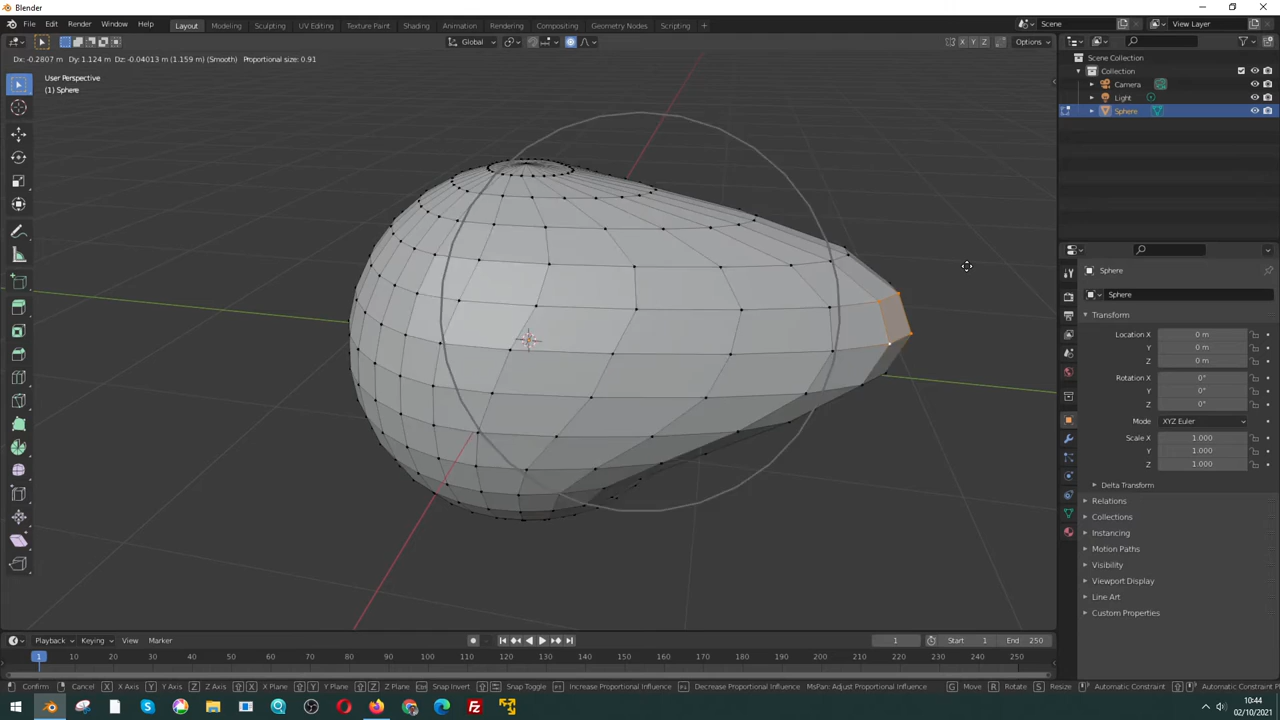 Blender
File Edit Render Window Help Layout Modeling Sculpting UV Editing Texture Paint Shading Animation Rendering Compositing Geometry Nodes Scripting + Scene View Layer
Global X Y Z Options
Dx: -0.2807 m Dy: 1.124 m Dz: -0.04013 m (1.159 m) (Smooth) Proportional size: 0.91
User Perspective
(1) Sphere
Scene Collection
Collection
Camera
Light
Sphere
Sphere
Sphere
Transform
Location X 0 m
Y 0 m
Z 0 m
Rotation X 0°
Y 0°
Z 0°
Mode XYZ Euler
Scale X 1.000
Y 1.000
Z 1.000
Delta Transform
Relations
Collections
Instancing
Motion Paths
Visibility
Viewport Display
Line Art
Custom Properties
Playback Keying View Marker 1 Start 1 End 250
1 10 20 30 40 50 60 70 80 90 100 110 120 130 140 150 160 170 180 190 200 210 220 230 240 250
Confirm Cancel X X Axis Y Y Axis Z Z Axis X X Plane Y Y Plane Z Z Plane Snap Invert Snap Toggle Increase Proportional Influence Decrease Proportional Influence MsPan: Adjust Proportional Influence G Move R Rotate S Resize Automatic Constraint Automatic Constraint
10:44
02/10/2021